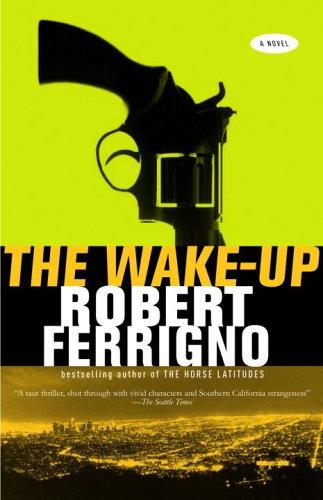 A NOVEL
THE WAKE-UP
ROBERT
FERRIGNO
bestselling author of THE HORSE LATITUDES
"A taut thriller, shot through with vivid characters and Southern California strangeness"
—The Seattle Times